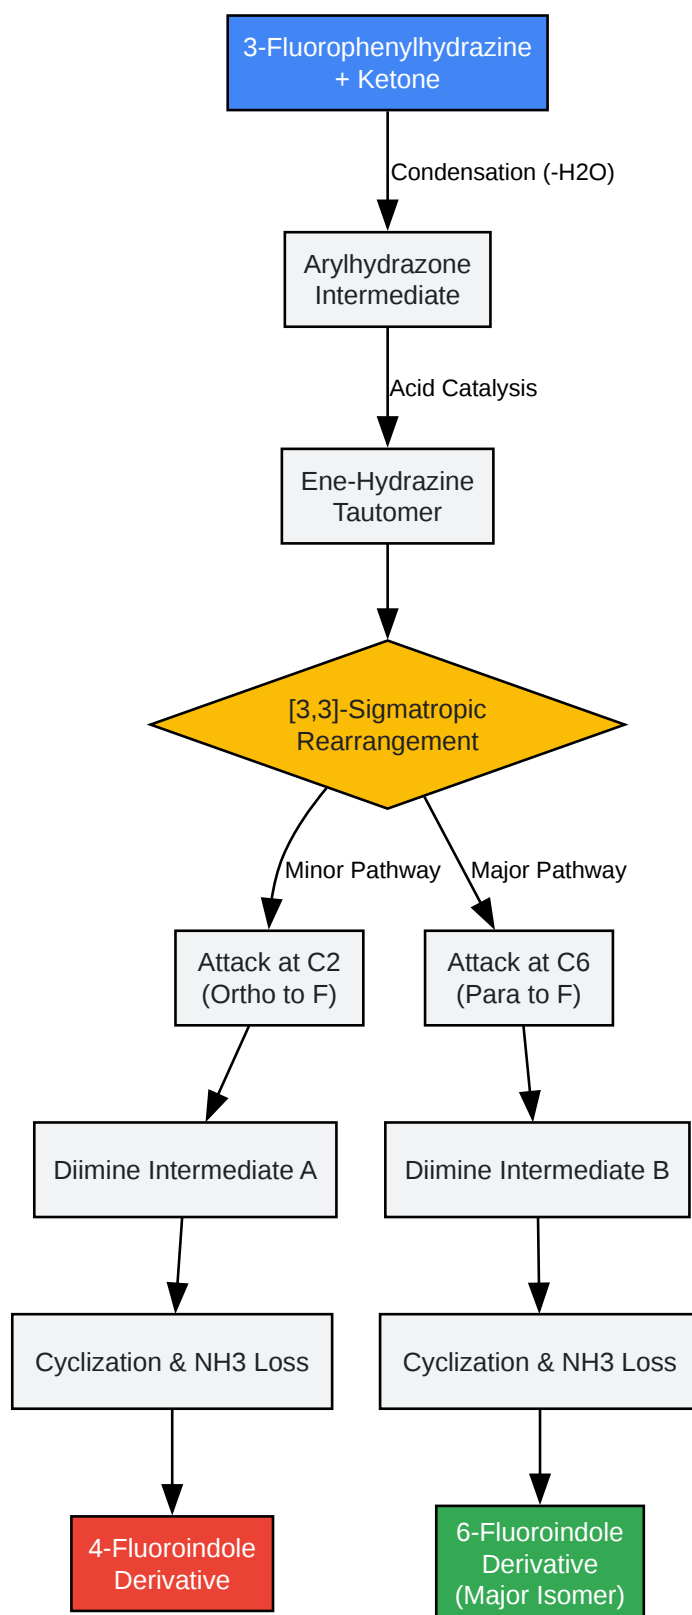 3-Fluorophenylhydrazine
+ Ketone
Condensation (-H2O)
Arylhydrazone
Intermediate
Acid Catalysis
Ene-Hydrazine
Tautomer
[3,3]-Sigmatropic
Rearrangement
Minor Pathway
Major Pathway
Attack at C2
(Ortho to F)
Attack at C6
(Para to F)
Diimine Intermediate A
Diimine Intermediate B
Cyclization & NH3 Loss
Cyclization & NH3 Loss
4-Fluoroindole
Derivative
6-Fluoroindole
Derivative
(Major Isomer)